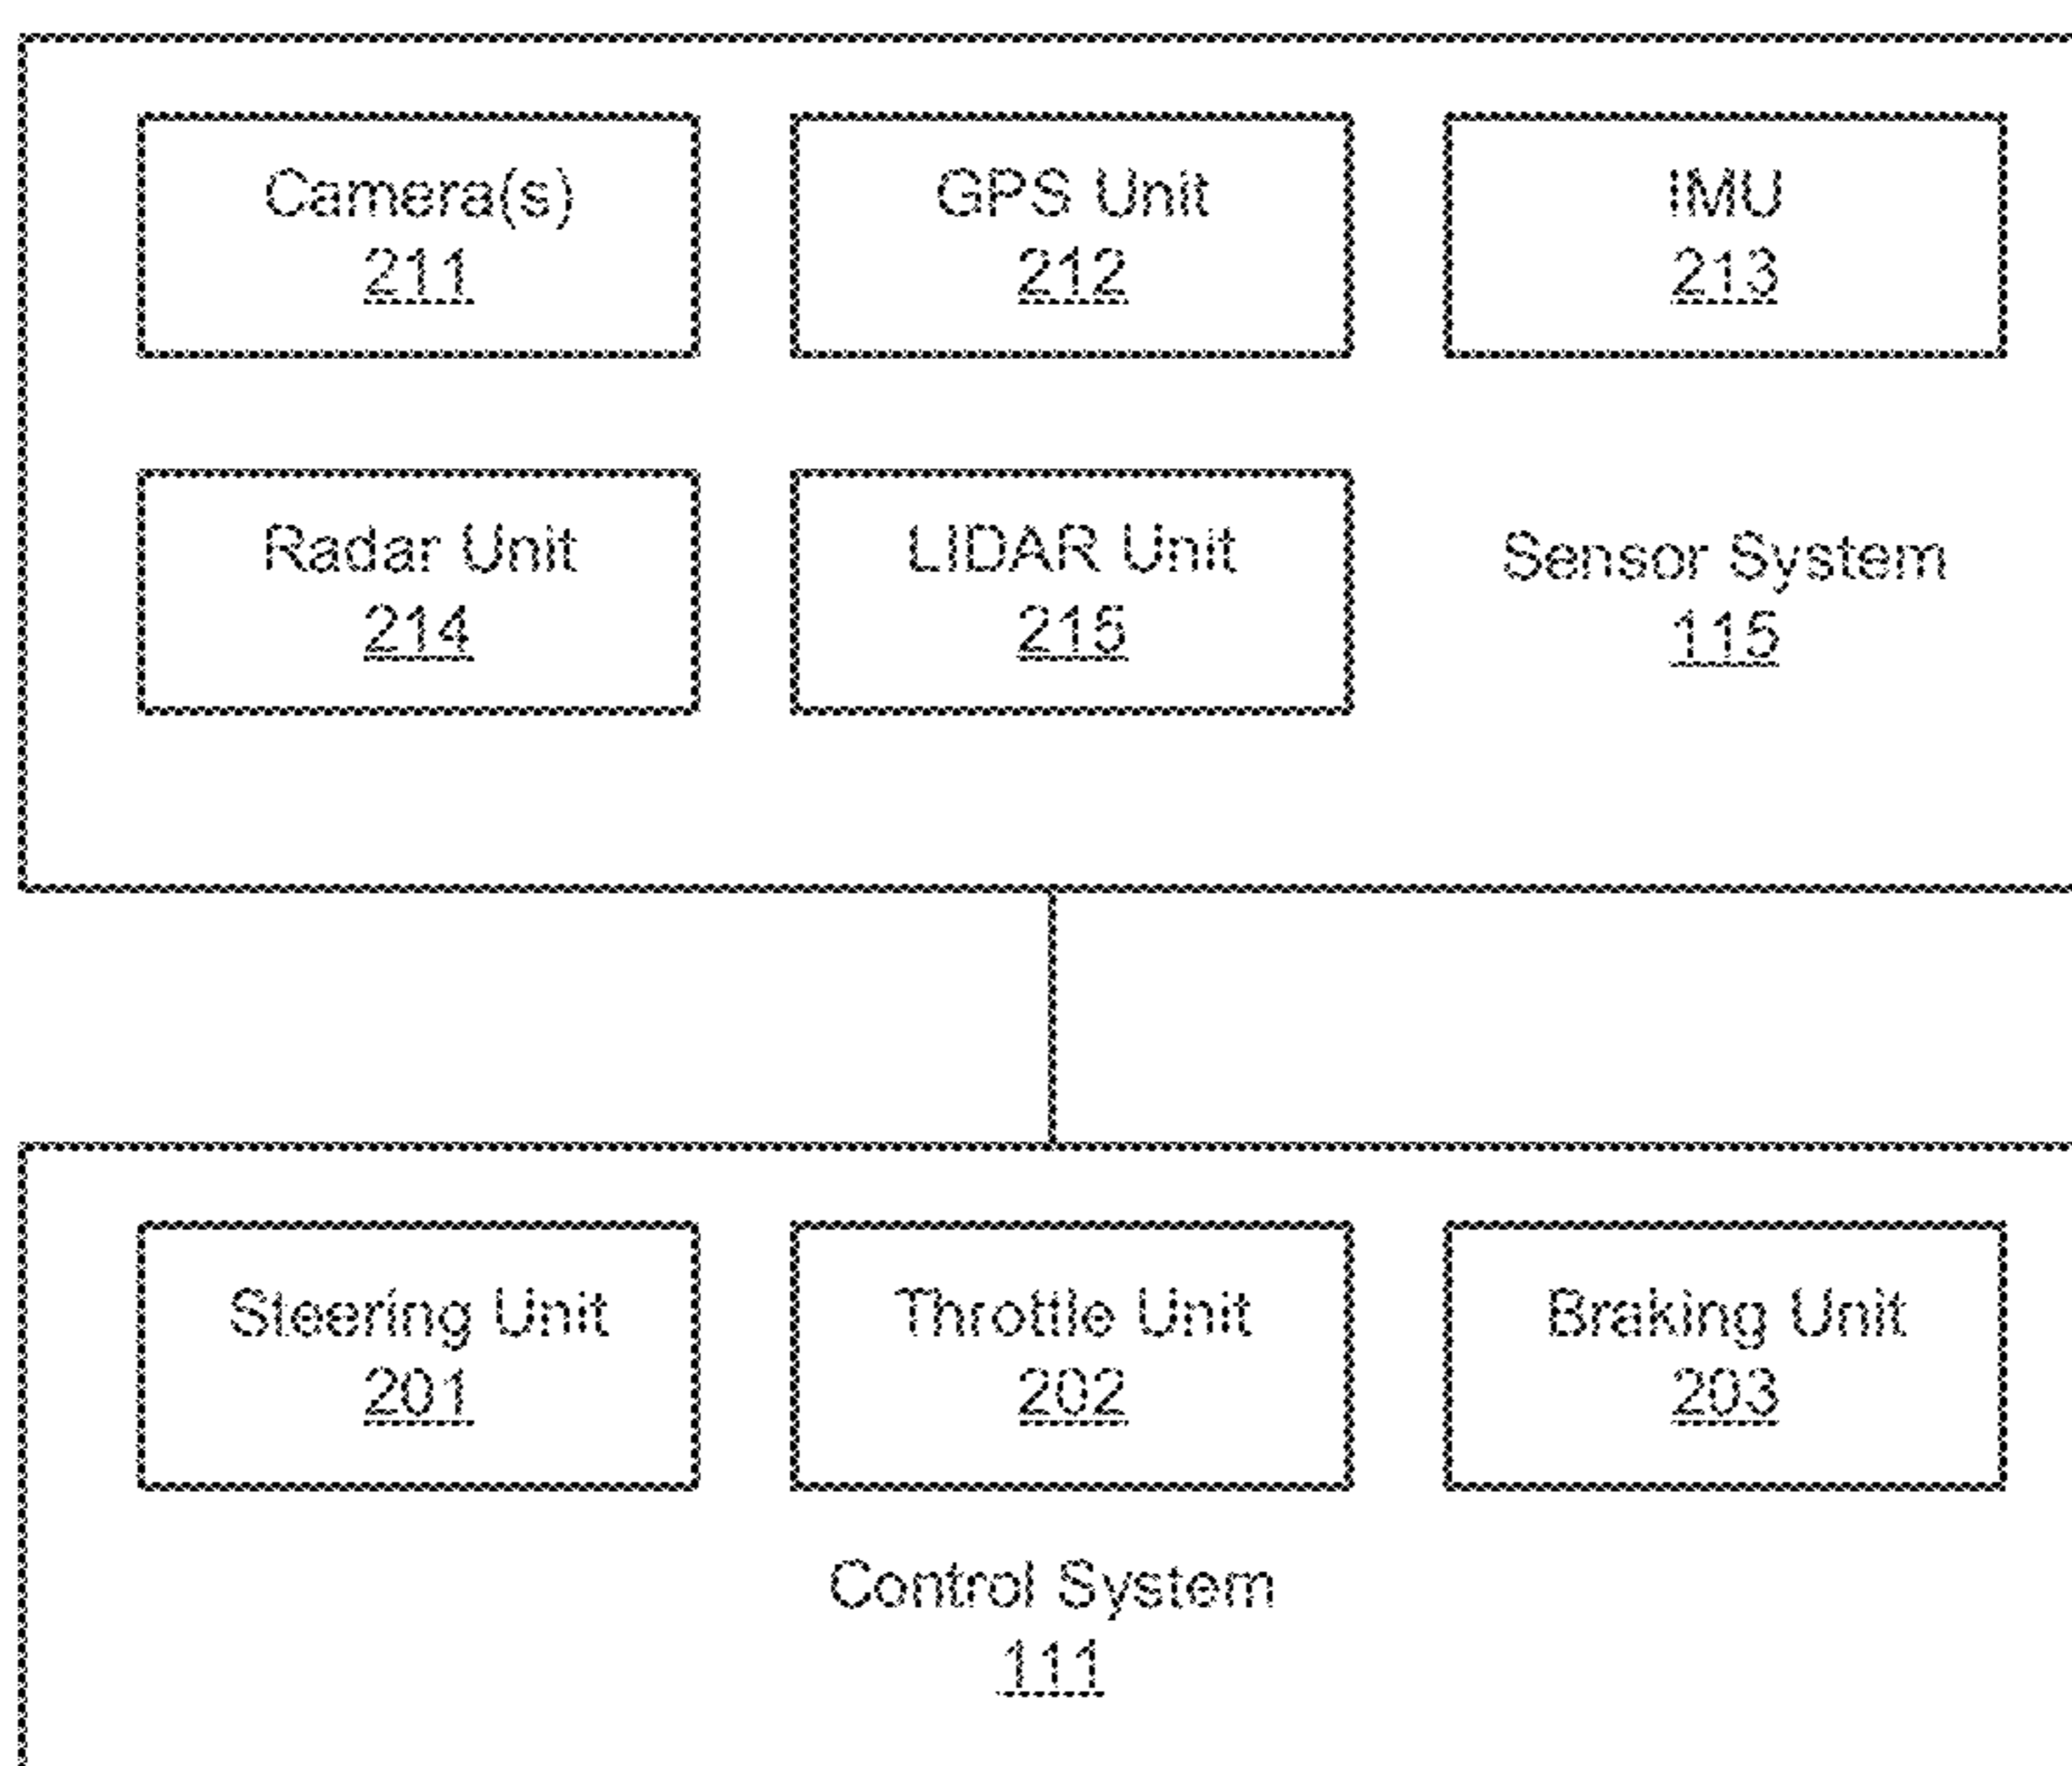 Camera(s)
211
GPS Unit
212
IMU
213
Radar Unit
214
LIDAR Unit
215
Sensor System
115
Steering Unit
201
Throttle Unit
202
Braking Unit
203
Control System
111